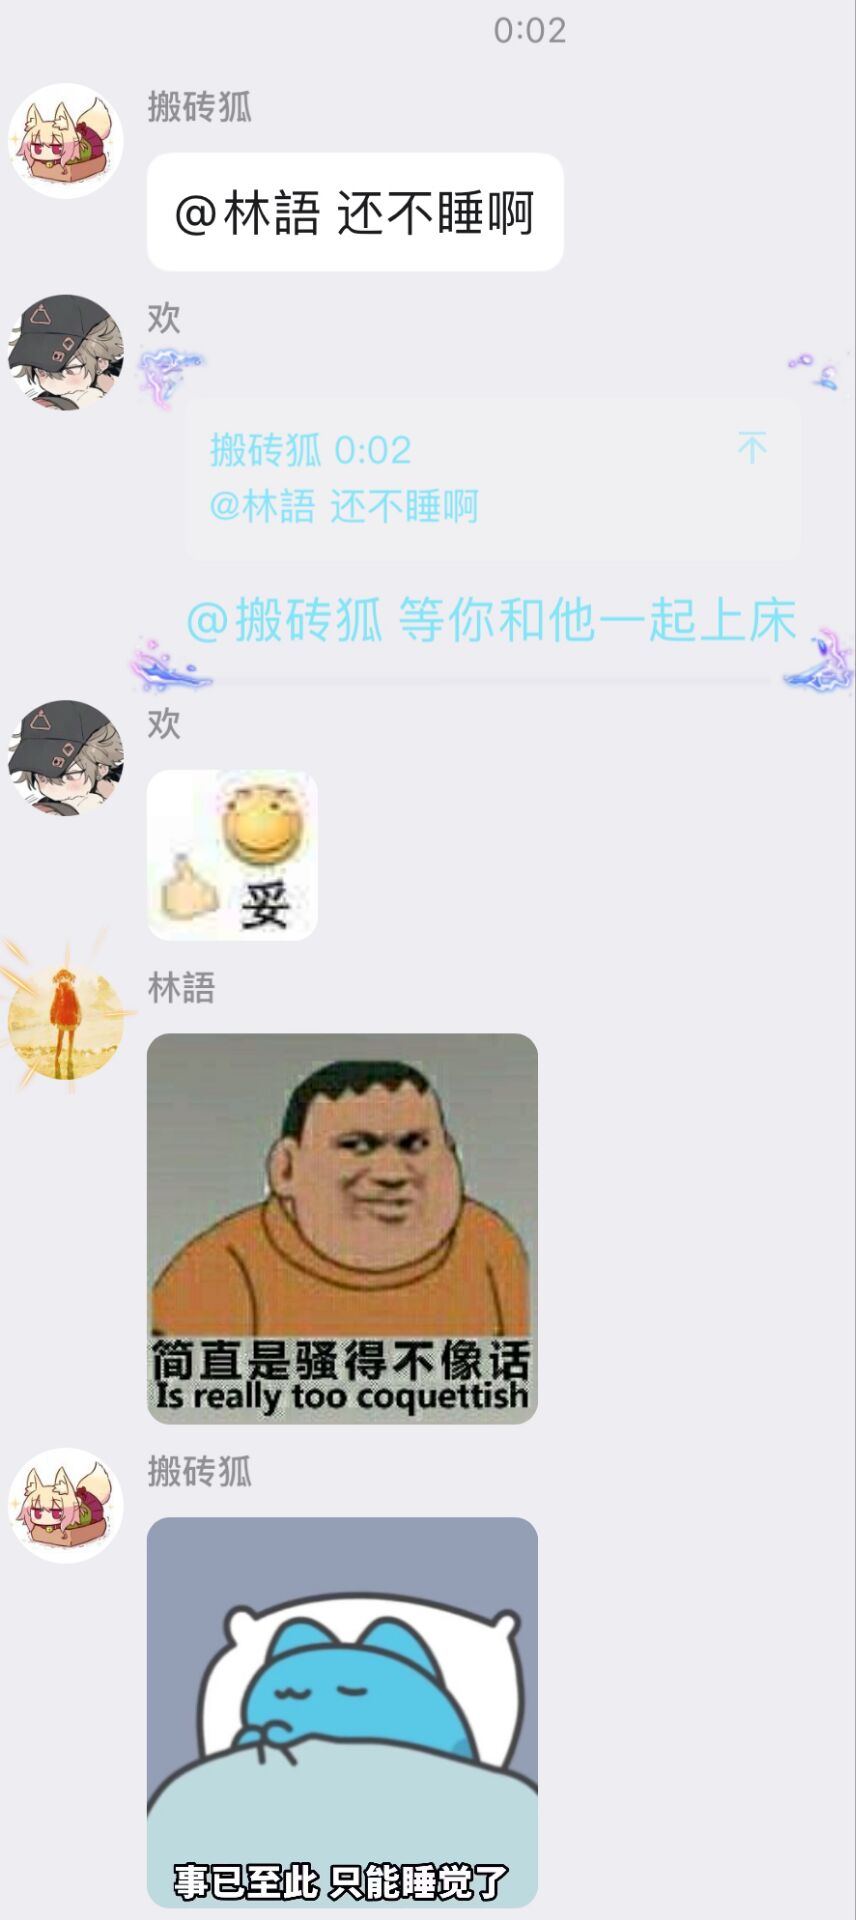 0:02
搬砖狐
@林語 还不睡啊
欢
搬砖狐 0:02
@林語 还不睡啊
@搬砖狐 等你和他一起上床
欢
妥
林語
简直是骚得不像话
Is really too coquettish
搬砖狐
事已至此 只能睡觉了